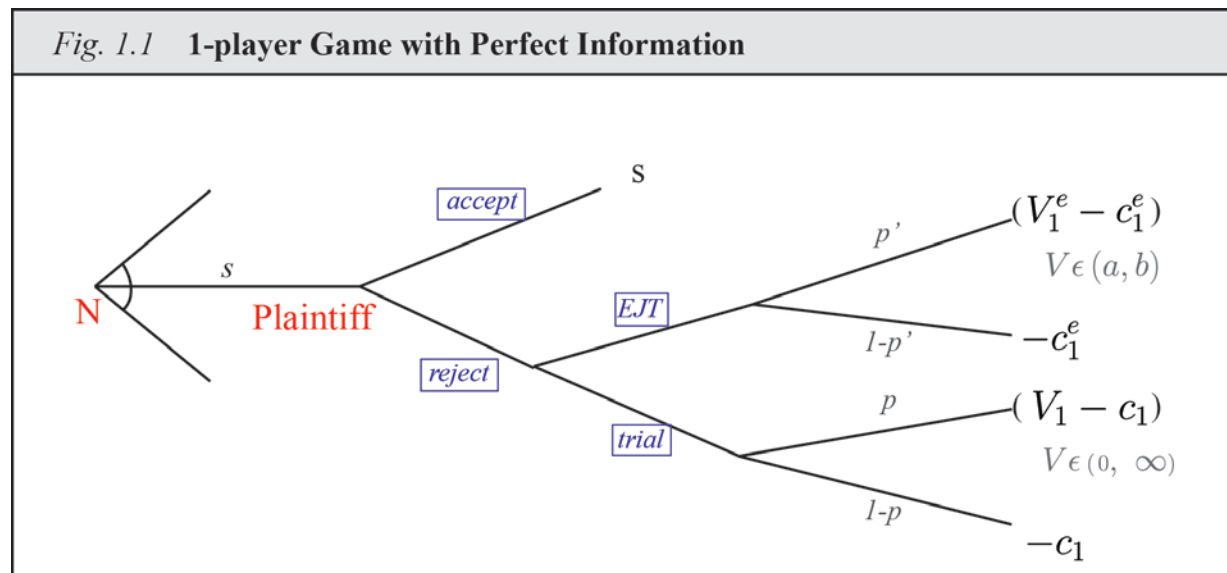 Fig. 1.1 1-player Game with Perfect Information
s
accept
(V₁ᵉ − c₁ᵉ)
p’
V ϵ (a, b)
s
N
Plaintiff
EJT
−c₁ᵉ
1-p’
reject
p
(V₁ − c₁)
trial
V ϵ (0, ∞)
1-p
−c₁